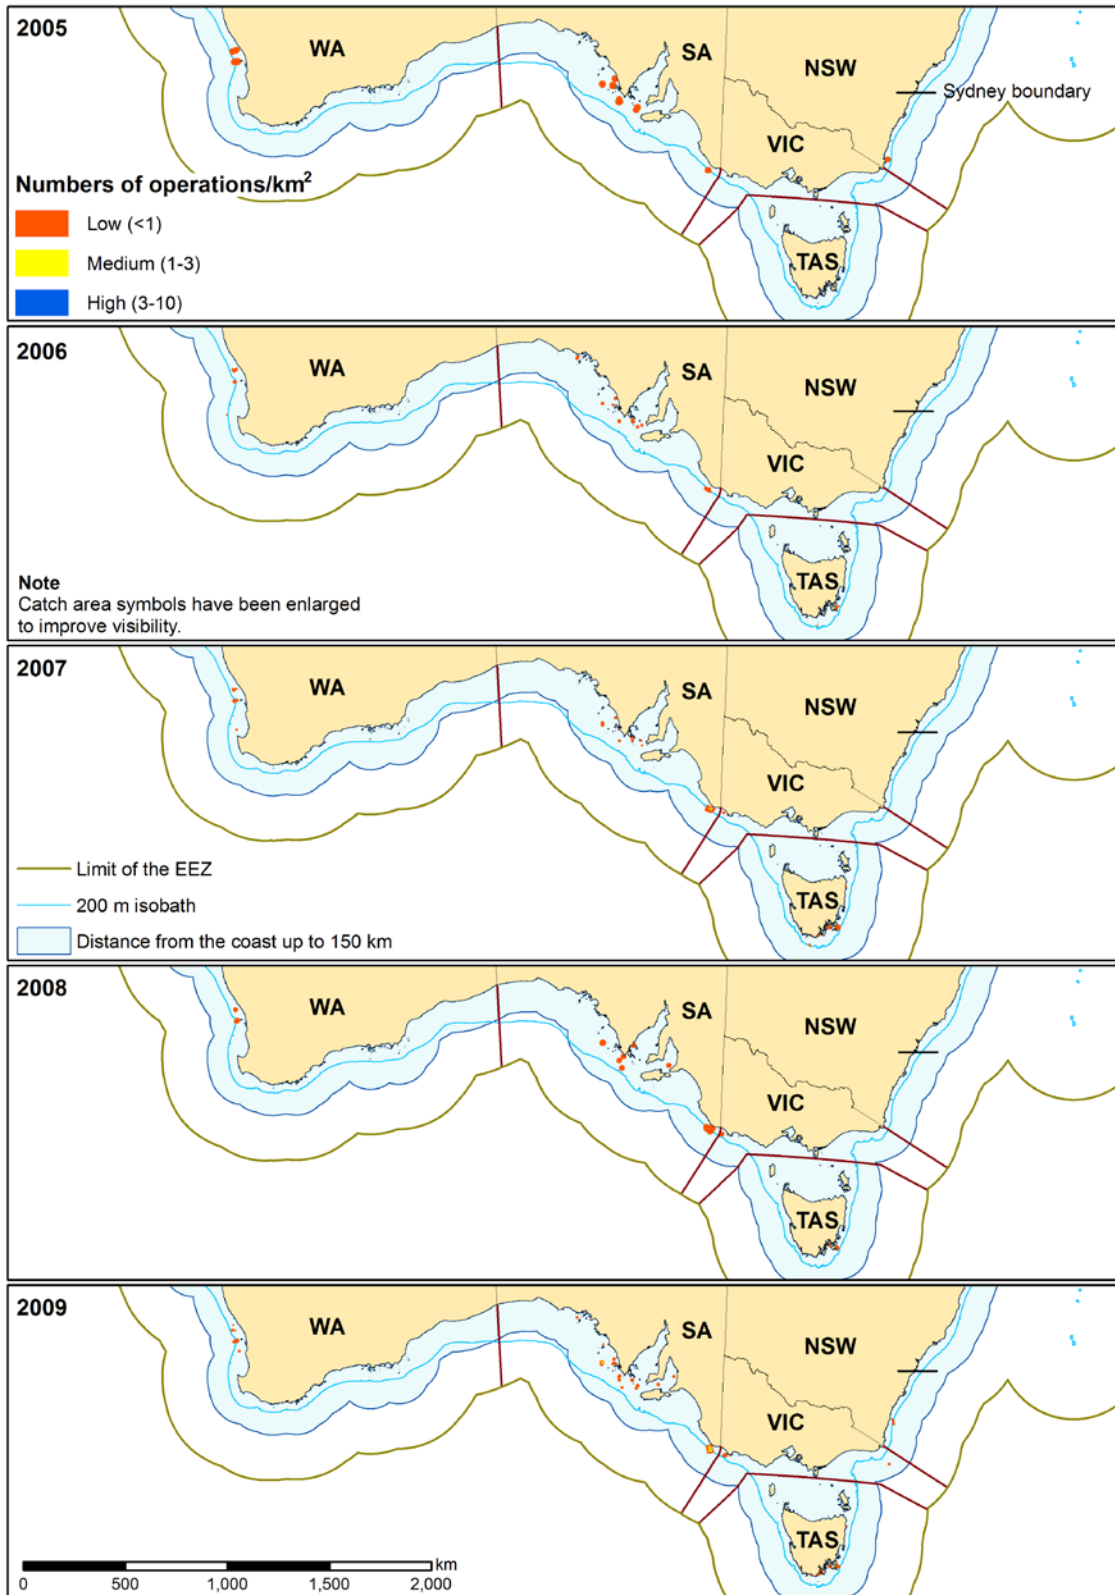 2005
WA
SA
NSW
Sydney boundary
VIC
TAS
Numbers of operations/km²
Low (<1)
Medium (1-3)
High (3-10)
2006
WA
SA
NSW
VIC
TAS
Note
Catch area symbols have been enlarged
to improve visibility.
2007
WA
SA
NSW
VIC
TAS
Limit of the EEZ
200 m isobath
Distance from the coast up to 150 km
2008
WA
SA
NSW
VIC
TAS
2009
WA
SA
NSW
VIC
TAS
km
0 500 1,000 1,500 2,000